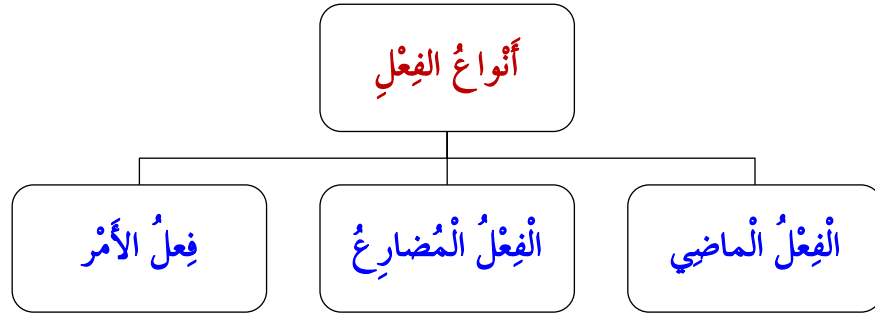 أَنْواعُ الفِعْلِ
الْفِعْلُ الْماضِي
الْفِعْلُ الْمُضارِعُ
فِعلُ الأَمْر